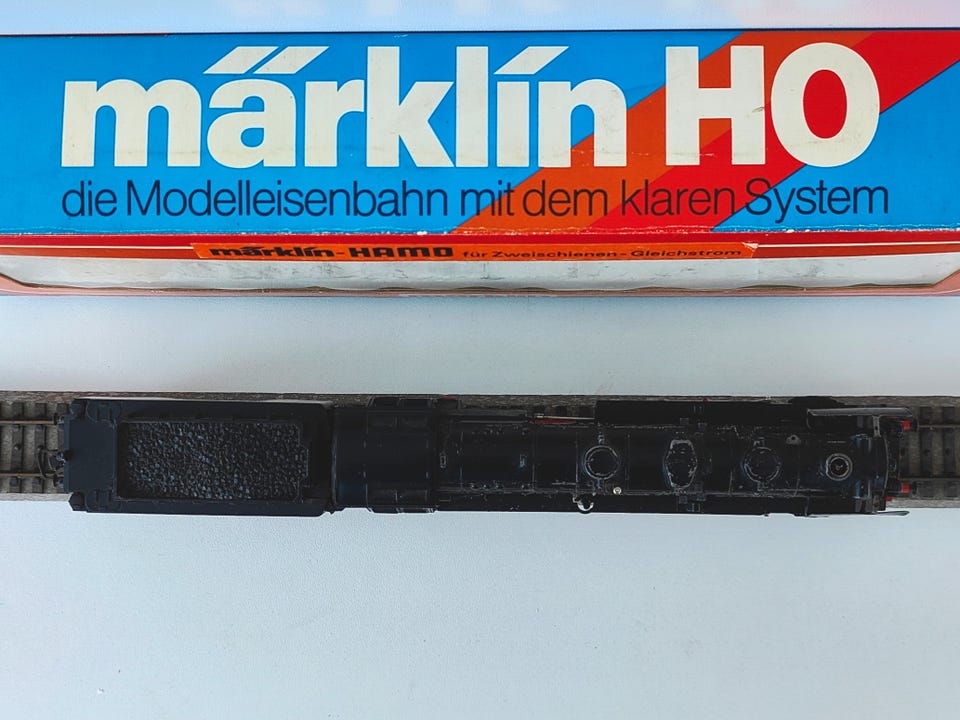 märklin HO
die Modelleisenbahn mit dem klaren System
märklin-HAMO für Zweischienen-Gleichstrom